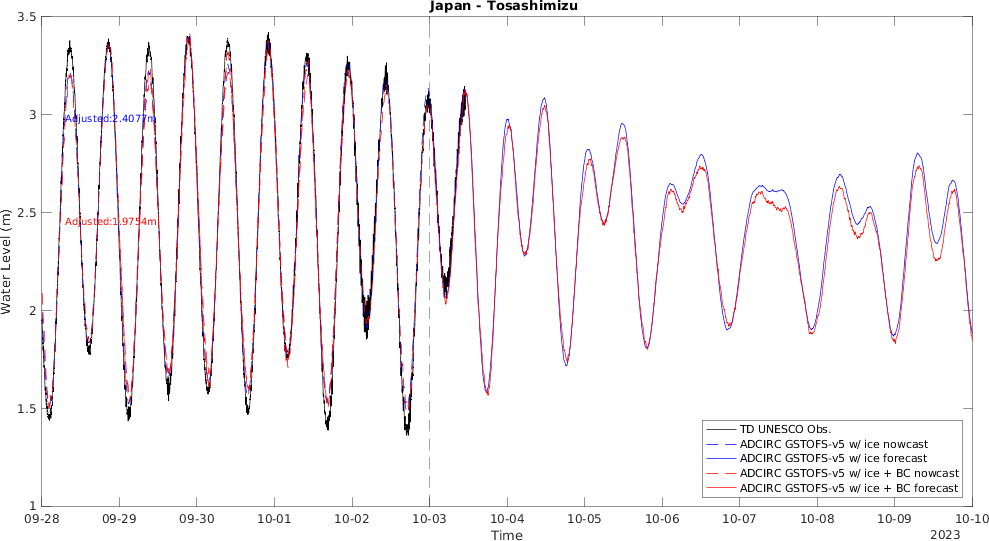 Japan - Tosashimizu
3.5
3
2.5
2
1.5
1
Water Level (m)
Adjusted:2.4077m
Adjusted:1.9754m
TD UNESCO Obs.
ADCIRC GSTOFS-v5 w/ ice nowcast
ADCIRC GSTOFS-v5 w/ ice forecast
ADCIRC GSTOFS-v5 w/ ice + BC nowcast
ADCIRC GSTOFS-v5 w/ ice + BC forecast
09-28 09-29 09-30 10-01 10-02 10-03 10-04 10-05 10-06 10-07 10-08 10-09 10-10
Time
2023